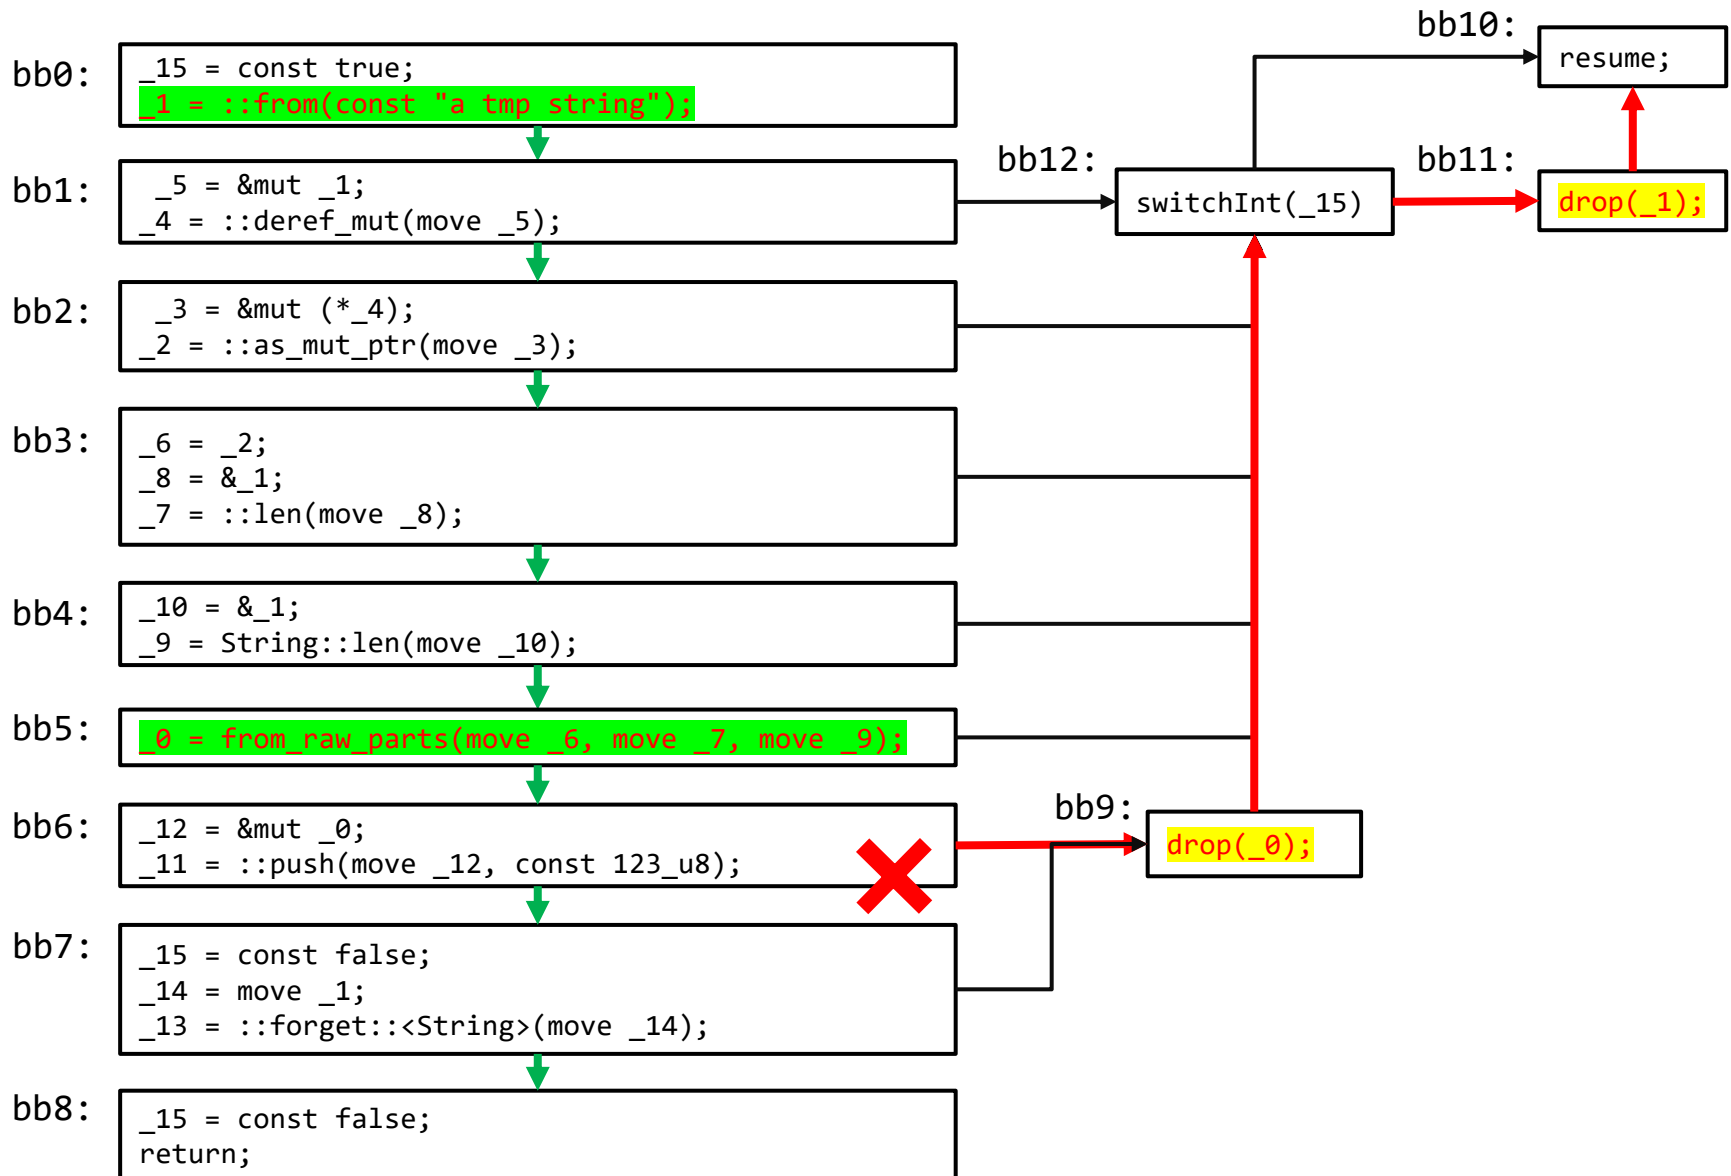 bb0:
_15 = const true;
_1 = ::from(const "a tmp string");
bb1:
_5 = &mut _1;
_4 = ::deref_mut(move _5);
bb2:
_3 = &mut (*_4);
_2 = ::as_mut_ptr(move _3);
bb3:
_6 = _2;
_8 = &_1;
_7 = ::len(move _8);
bb4:
_10 = &_1;
_9 = String::len(move _10);
bb5:
_0 = from_raw_parts(move _6, move _7, move _9);
bb6:
_12 = &mut _0;
_11 = ::push(move _12, const 123_u8);
bb7:
_15 = const false;
_14 = move _1;
_13 = ::forget::<String>(move _14);
bb8:
_15 = const false;
return;
bb10:
resume;
bb12:
switchInt(_15)
bb11:
drop(_1);
bb9:
drop(_0);